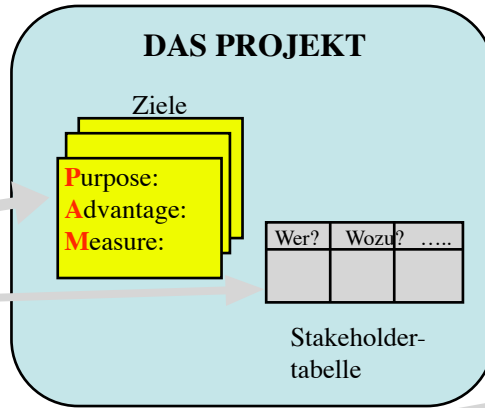 DAS PROJEKT
Ziele
Purpose:
Advantage:
Measure:
Wer? Wozu? …..
Stakeholder-
tabelle